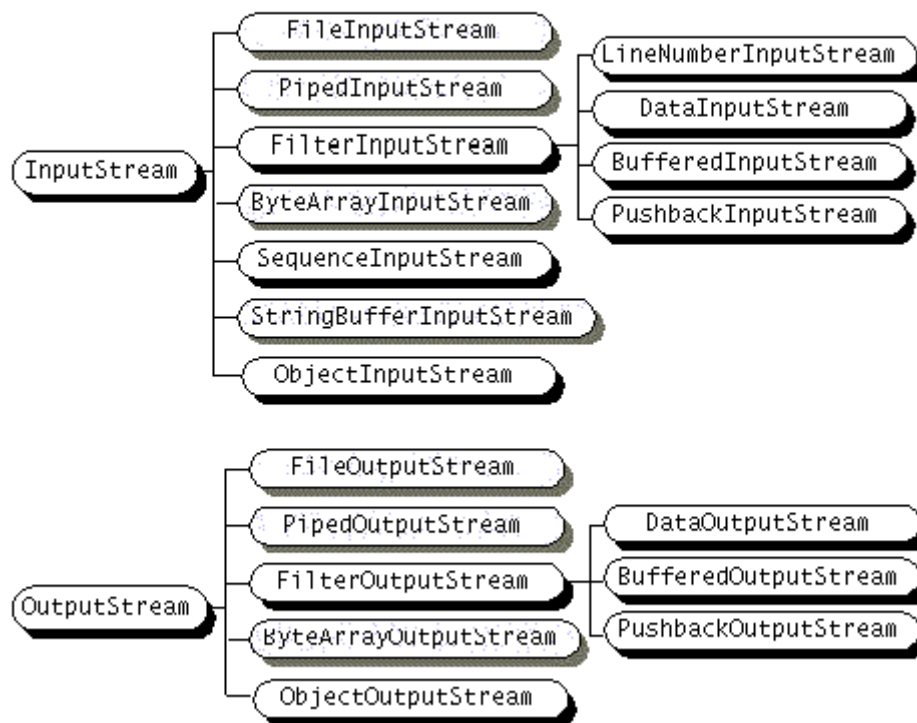 FileInputStream
PipedInputStream
FilterInputStream
InputStream
ByteArrayInputStream
SequenceInputStream
StringBufferInputStream
ObjectInputStream
LineNumberInputStream
DataInputStream
BufferedInputStream
PushbackInputStream
FileOutputStream
PipedOutputStream
FilterOutputStream
OutputStream
ByteArrayOutputStream
ObjectOutputStream
DataOutputStream
BufferedOutputStream
PushbackOutputStream